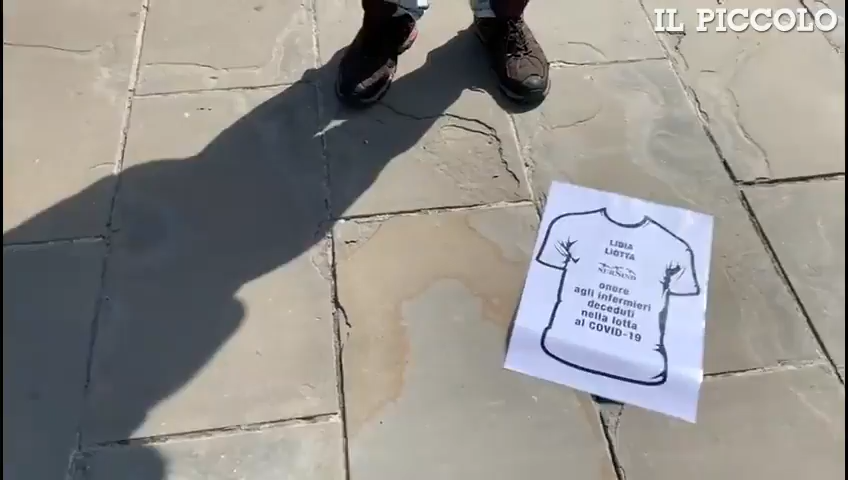 IL PICCOLO
LIDIA
LIOTTA
NURSIND
onore
agli infermieri
deceduti
nella lotta
al COVID-19